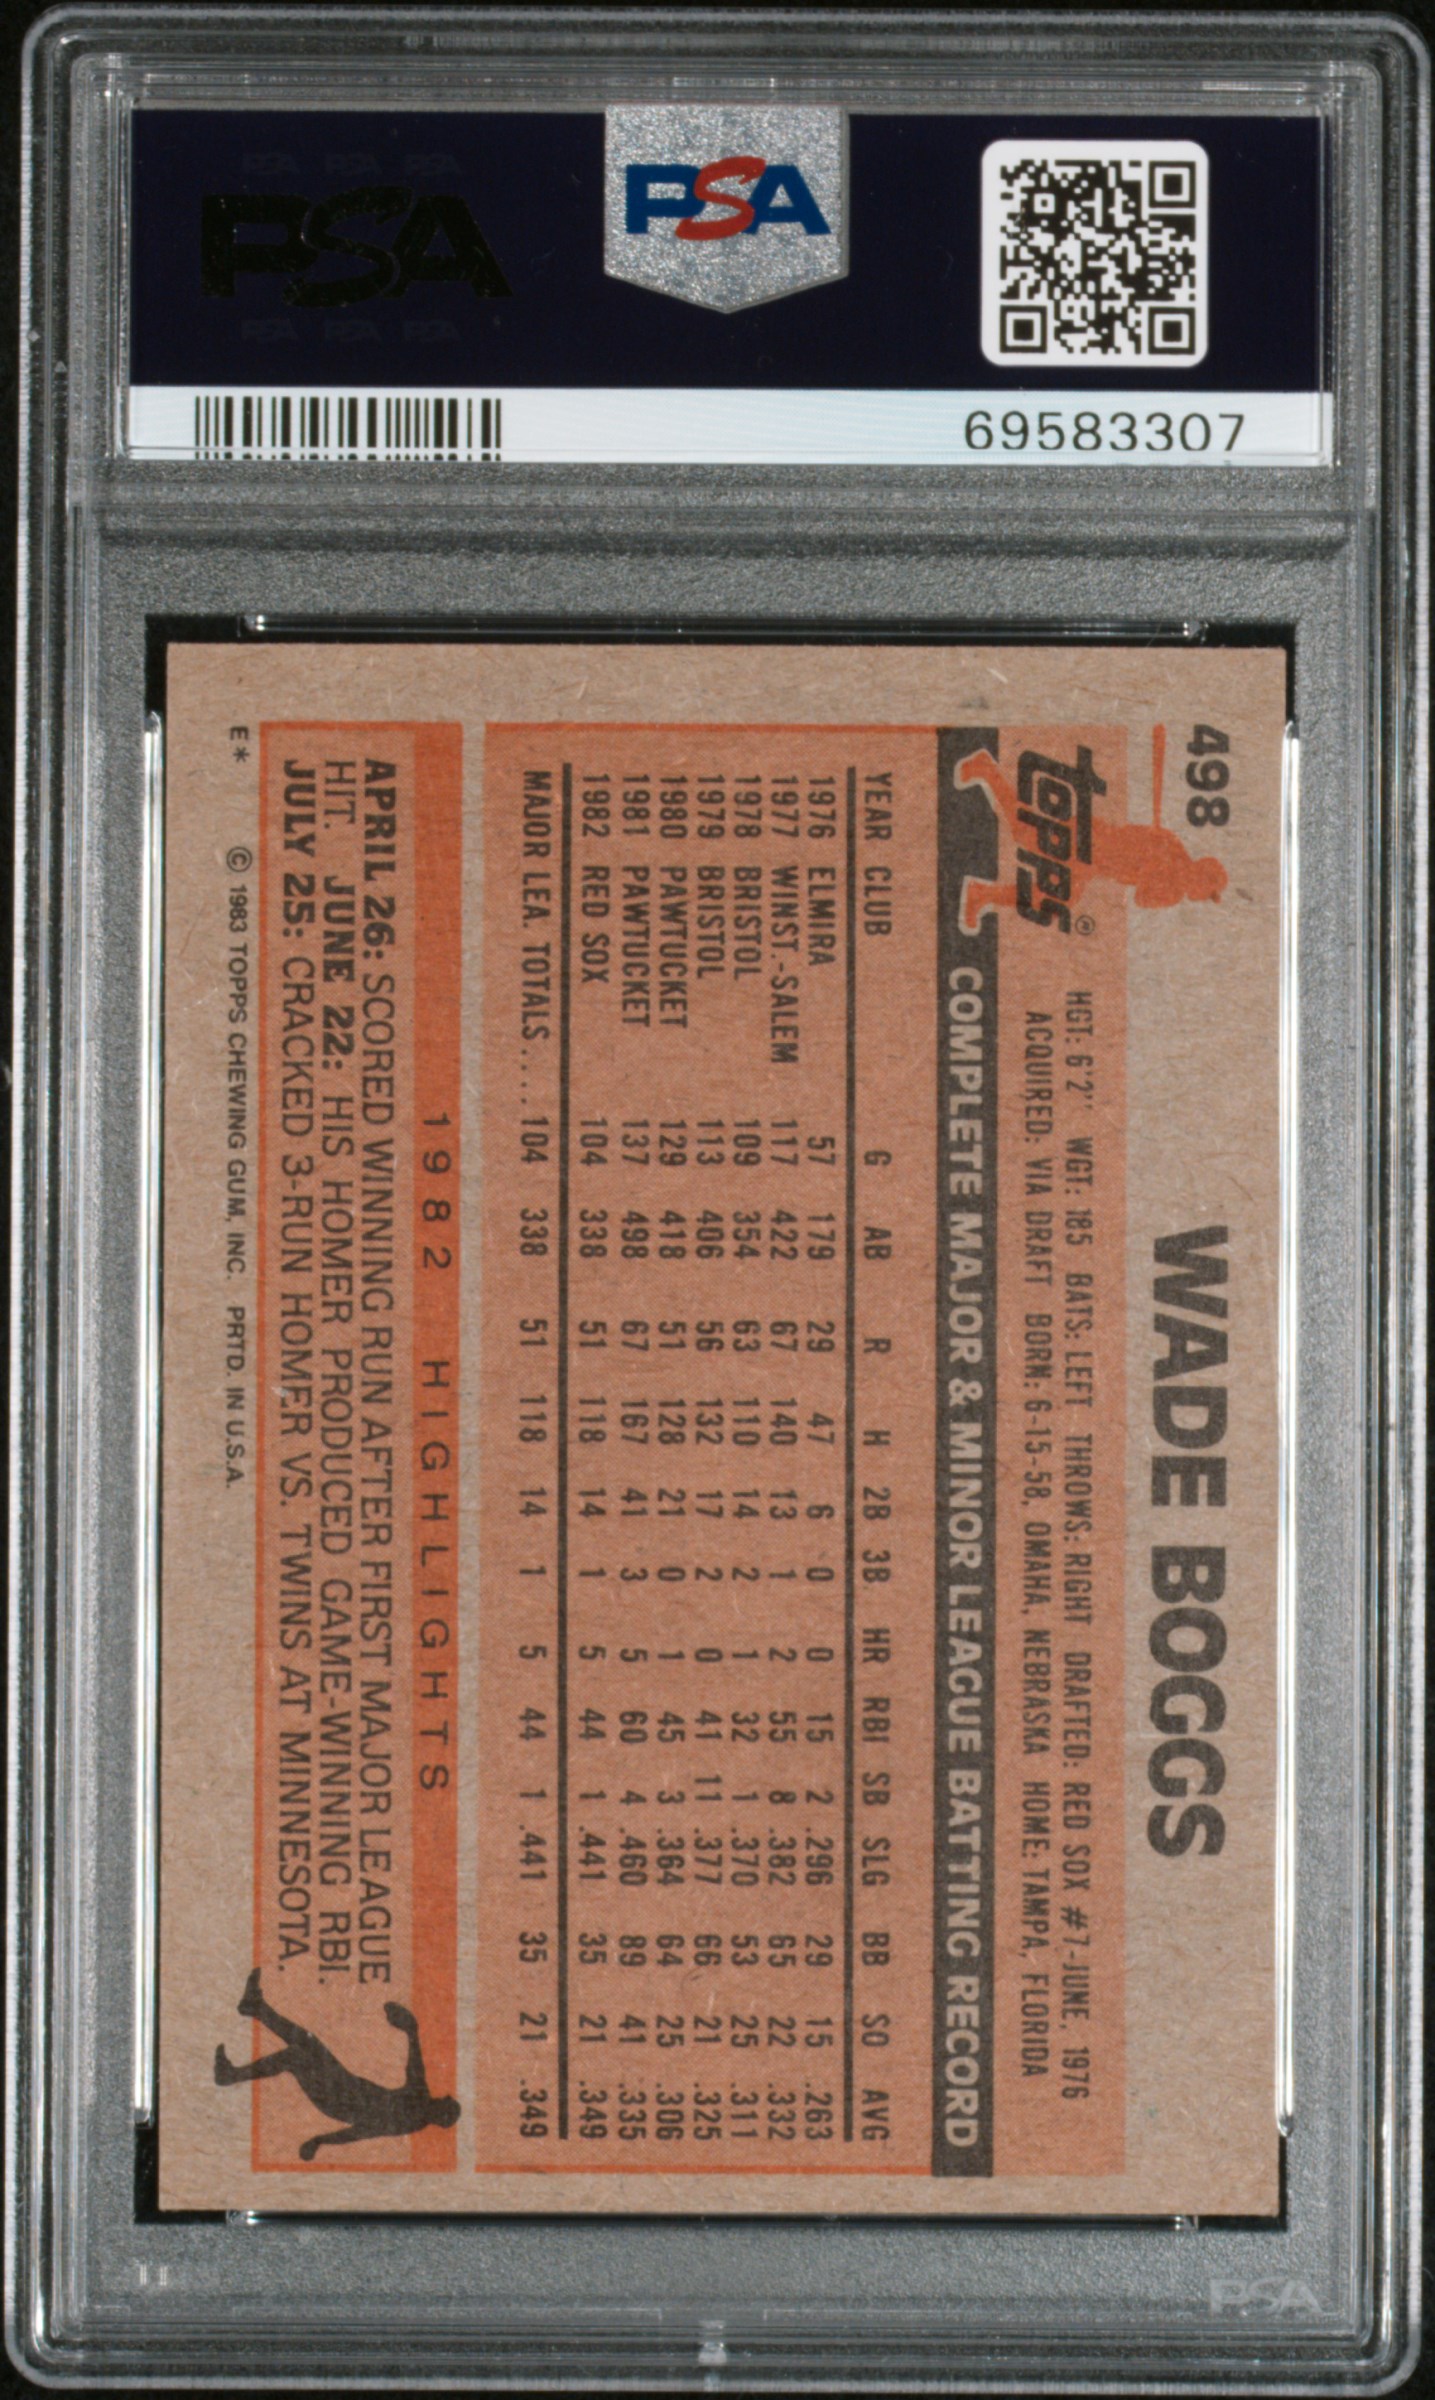 PSA PSA PSA
PSA
PSA PSA PSA
PSA
69583307
498
WADE BOGGS
TOPPS®
HGT: 6'2" WGT: 185 BATS: LEFT THROWS: RIGHT DRAFTED: RED SOX #7-JUNE, 1976
ACQUIRED: VIA DRAFT BORN: 6-15-58, OMAHA, NEBRASKA HOME: TAMPA, FLORIDA
COMPLETE MAJOR & MINOR LEAGUE BATTING RECORD
YEAR CLUB G AB R H 2B 3B HR RBI SB SLG BB SO AVG
1976 ELMIRA 57 179 29 47 6 0 0 15 2 .296 29 15 .263
1977 WINST.-SALEM 117 422 67 140 13 1 2 55 8 .382 65 22 .332
1978 BRISTOL 109 354 63 110 14 2 1 32 1 .370 53 25 .311
1979 BRISTOL 113 406 56 132 17 2 0 41 11 .377 66 21 .325
1980 PAWTUCKET 129 418 51 128 21 0 1 45 3 .364 64 25 .306
1981 PAWTUCKET 137 498 67 167 41 3 5 60 4 .460 89 41 .335
1982 RED SOX 104 338 51 118 14 1 5 44 1 .441 35 21 .349
MAJOR LEA. TOTALS.... 104 338 51 118 14 1 5 44 1 .441 35 21 .349
1982 HIGHLIGHTS
APRIL 26: SCORED WINNING RUN AFTER FIRST MAJOR LEAGUE
HIT. JUNE 22: HIS HOMER PRODUCED GAME-WINNING RBI.
JULY 25: CRACKED 3-RUN HOMER VS. TWINS AT MINNESOTA.
E* © 1983 TOPPS CHEWING GUM, INC. PRTD. IN U.S.A.
PSA